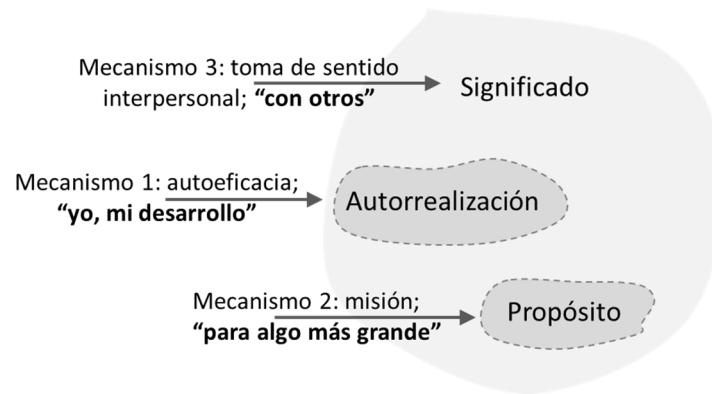 Mecanismo 3: toma de sentido
interpersonal; “con otros”
Significado
Mecanismo 1: autoeficacia;
“yo, mi desarrollo”
Autorrealización
Mecanismo 2: misión;
“para algo más grande”
Propósito